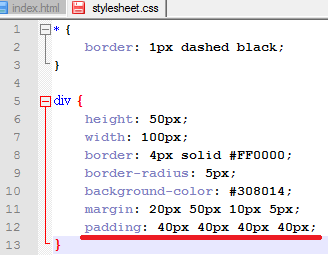 index.html stylesheet.css
1 * {
2 border: 1px dashed black;
3 }
4
5 div {
6 height: 50px;
7 width: 100px;
8 border: 4px solid #FF0000;
9 border-radius: 5px;
10 background-color: #308014;
11 margin: 20px 50px 10px 5px;
12 padding: 40px 40px 40px 40px;
13 }